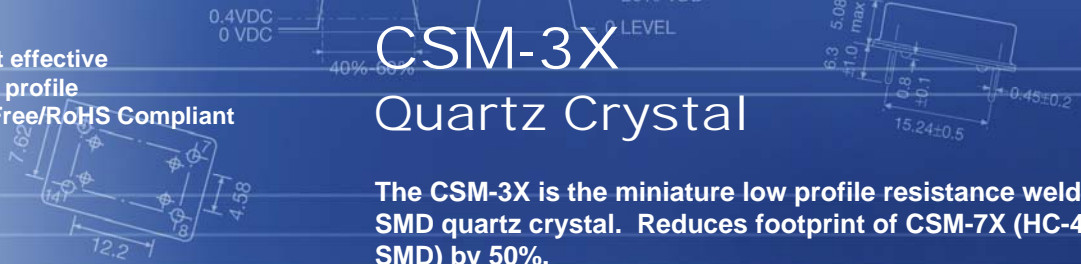 0.4VDC
0 VDC
LEVEL
40%-60%
effective
profile
Free/RoHS Compliant
CSM-3X
Quartz Crystal
The CSM-3X is the miniature low profile resistance weld
SMD quartz crystal. Reduces footprint of CSM-7X (HC-4
SMD) by 50%.
7.62
7
14
8
4.58
12.2
5.08
max
6.3
±1.0
0.8
±0.1
0.45±0.2
15.24±0.5